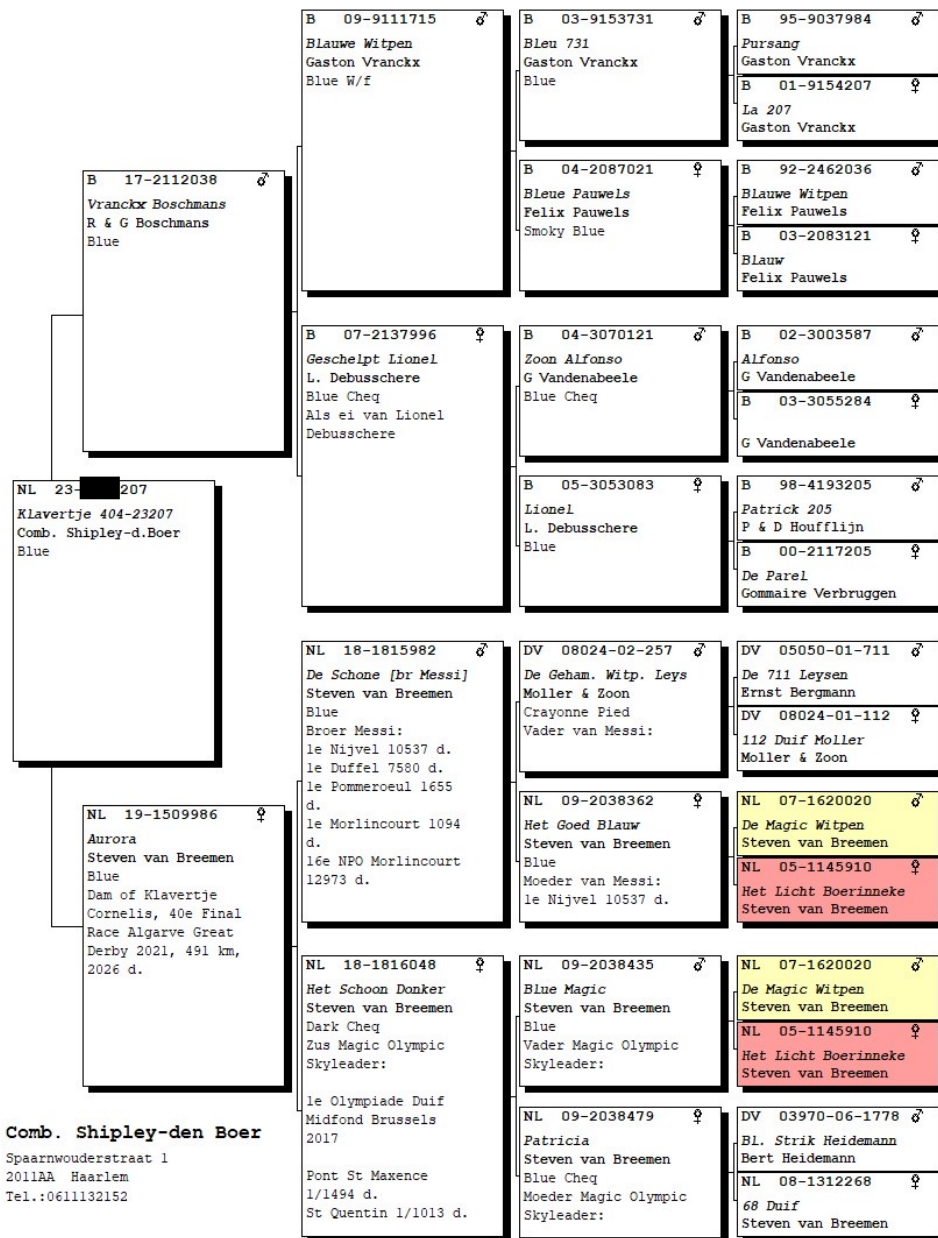 NL 23- 207
Klavertje 404-23207
Comb. Shipley-d.Boer
Blue
B 17-2112038 ♂
Vranckx Boschmans
R & G Boschmans
Blue
NL 19-1509986 ♀
Aurora
Steven van Breemen
Blue
Dam of Klavertje
Cornelis, 40e Final
Race Algarve Great
Derby 2021, 491 km,
2026 d.
B 09-9111715 ♂
Blauwe Witpen
Gaston Vranckx
Blue W/f
B 07-2137996 ♀
Geschelpt Lionel
L. Debusschere
Blue Cheq
Als ei van Lionel
Debusschere
NL 18-1815982 ♂
De Schone [br Messi]
Steven van Breemen
Blue
Broer Messi:
1e Nijvel 10537 d.
1e Duffel 7580 d.
1e Pommeroeul 1655
d.
1e Morlincourt 1094
d.
16e NPO Morlincourt
12973 d.
NL 18-1816048 ♀
Het Schoon Donker
Steven van Breemen
Dark Cheq
Zus Magic Olympic
Skyleader:
1e Olympiade Duif
Midfond Brussels
2017
Pont St Maxence
1/1494 d.
St Quentin 1/1013 d.
B 03-9153731 ♂
Bleu 731
Gaston Vranckx
Blue
B 04-2087021 ♀
Bleue Pauwels
Felix Pauwels
Smoky Blue
B 04-3070121 ♂
Zoon Alfonso
G Vandenabeele
Blue Cheq
B 05-3053083 ♀
Lionel
L. Debusschere
Blue
DV 08024-02-257 ♂
De Geham. Witp. Leys
Moller & Zoon
Crayonne Pied
Vader van Messi:
NL 09-2038362 ♀
Het Goed Blauw
Steven van Breemen
Blue
Moeder van Messi:
1e Nijvel 10537 d.
NL 09-2038435 ♂
Blue Magic
Steven van Breemen
Blue
Vader Magic Olympic
Skyleader:
NL 09-2038479 ♀
Patricia
Steven van Breemen
Blue Cheq
Moeder Magic Olympic
Skyleader:
B 95-9037984 ♂
Pursang
Gaston Vranckx
B 01-9154207 ♀
La 207
Gaston Vranckx
B 92-2462036 ♂
Blauwe Witpen
Felix Pauwels
B 03-2083121 ♀
Blauw
Felix Pauwels
B 02-3003587 ♂
Alfonso
G Vandenabeele
B 03-3055284 ♀
G Vandenabeele
B 98-4193205 ♂
Patrick 205
P & D Houfflijn
B 00-2117205 ♀
De Parel
Gommaire Verbruggen
DV 05050-01-711 ♂
De 711 Leysen
Ernst Bergmann
DV 08024-01-112 ♀
112 Duif Moller
Moller & Zoon
NL 07-1620020 ♂
De Magic Witpen
Steven van Breemen
NL 05-1145910 ♀
Het Licht Boerinneke
Steven van Breemen
NL 07-1620020 ♂
De Magic Witpen
Steven van Breemen
NL 05-1145910 ♀
Het Licht Boerinneke
Steven van Breemen
DV 03970-06-1778 ♂
Bl. Strik Heidemann
Bert Heidemann
NL 08-1312268 ♀
68 Duif
Steven van Breemen
Comb. Shipley-den Boer
Spaarnwouderstraat 1
2011AA Haarlem
Tel.:0611132152